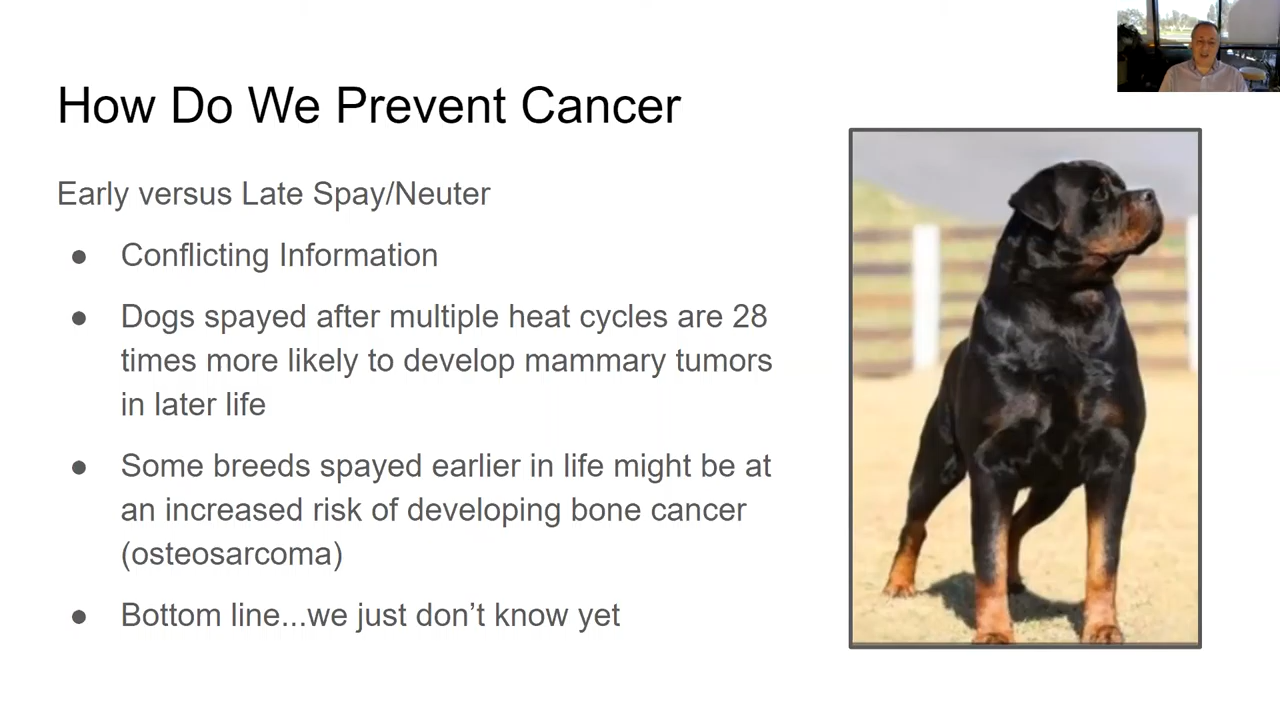 How Do We Prevent Cancer
Early versus Late Spay/Neuter
● Conflicting Information
● Dogs spayed after multiple heat cycles are 28
times more likely to develop mammary tumors
in later life
● Some breeds spayed earlier in life might be at
an increased risk of developing bone cancer
(osteosarcoma)
● Bottom line...we just don’t know yet